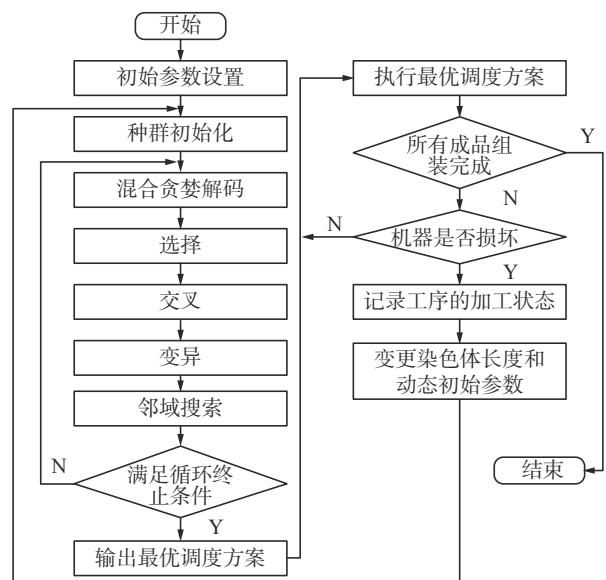 开始
初始参数设置
种群初始化
混合贪婪解码
选择
交叉
变异
邻域搜索
N
满足循环终
止条件
Y
输出最优调度方案
执行最优调度方案
所有成品组
装完成
Y
N
N
机器是否损坏
Y
记录工序的加工状态
变更染色体长度和
动态初始参数
结束